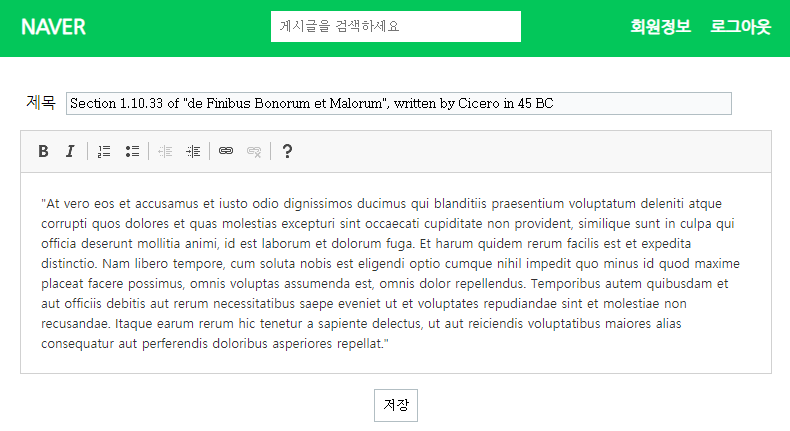 NAVER 게시글을 검색하세요 회원정보 로그아웃
제목 Section 1.10.33 of "de Finibus Bonorum et Malorum", written by Cicero in 45 BC
B I ?
"At vero eos et accusamus et iusto odio dignissimos ducimus qui blanditiis praesentium voluptatum deleniti atque
corrupti quos dolores et quas molestias excepturi sint occaecati cupiditate non provident, similique sunt in culpa qui
officia deserunt mollitia animi, id est laborum et dolorum fuga. Et harum quidem rerum facilis est et expedita
distinctio. Nam libero tempore, cum soluta nobis est eligendi optio cumque nihil impedit quo minus id quod maxime
placeat facere possimus, omnis voluptas assumenda est, omnis dolor repellendus. Temporibus autem quibusdam et
aut officiis debitis aut rerum necessitatibus saepe eveniet ut et voluptates repudiandae sint et molestiae non
recusandae. Itaque earum rerum hic tenetur a sapiente delectus, ut aut reiciendis voluptatibus maiores alias
consequatur aut perferendis doloribus asperiores repellat."
저장